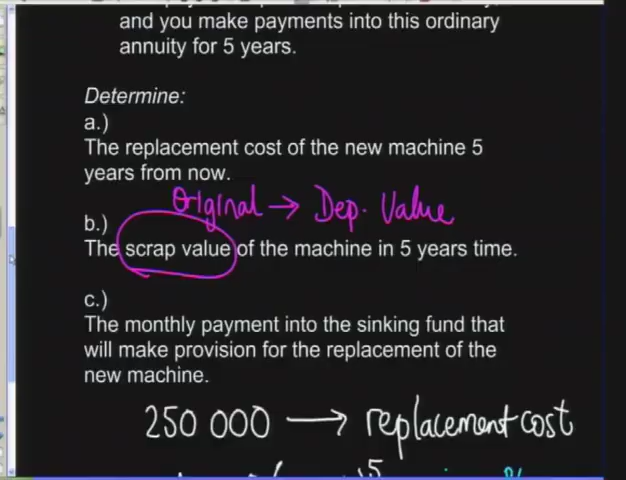 and you make payments into this ordinary
annuity for 5 years.
Determine:
a.)
The replacement cost of the new machine 5
years from now.
Original → Dep. Value
b.)
The scrap value of the machine in 5 years time.
c.)
The monthly payment into the sinking fund that
will make provision for the replacement of the
new machine.
250 000 → replacement cost